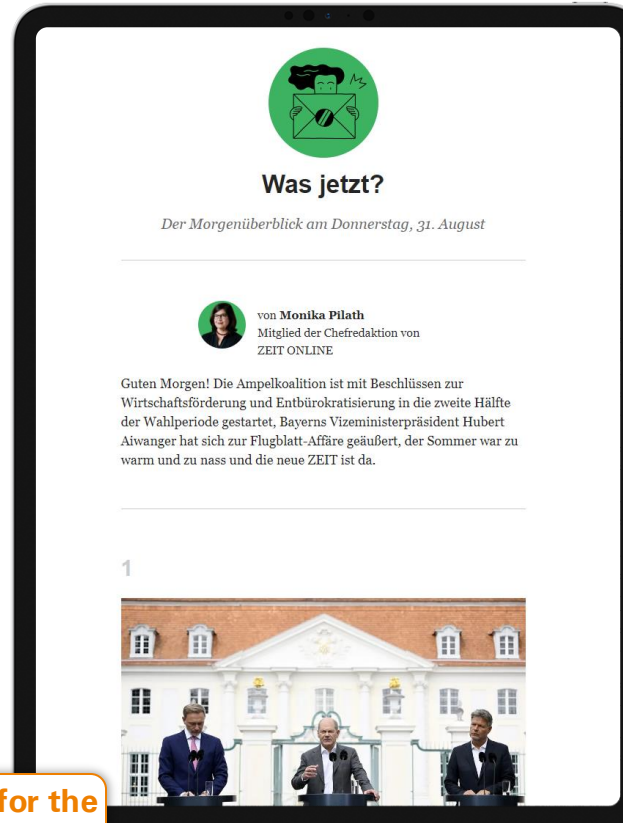 Was jetzt?
Der Morgenüberblick am Donnerstag, 31. August
von Monika Pilath
Mitglied der Chefredaktion von
ZEIT ONLINE
Guten Morgen! Die Ampelkoalition ist mit Beschlüssen zur
Wirtschaftsförderung und Entbürokratisierung in die zweite Hälfte
der Wahlperiode gestartet, Bayerns Vizeministerpräsident Hubert
Aiwanger hat sich zur Flugblatt-Affäre geäußert, der Sommer war zu
warm und zu nass und die neue ZEIT ist da.
1
for the